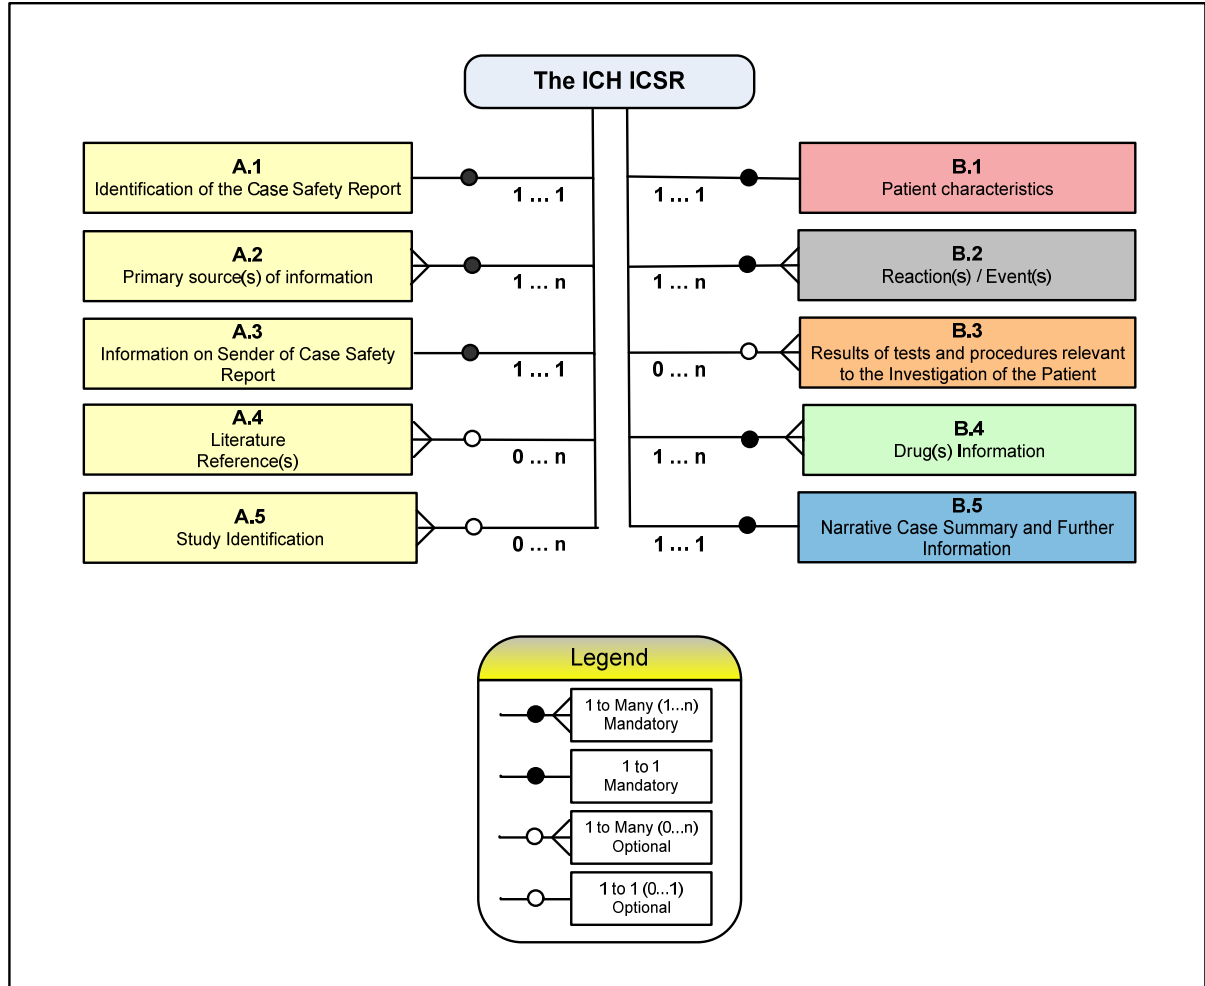 The ICH ICSR
A.1
Identification of the Case Safety Report
1 ... 1
A.2
Primary source(s) of information
1 ... n
A.3
Information on Sender of Case Safety
Report
1 ... 1
A.4
Literature
Reference(s)
0 ... n
A.5
Study Identification
0 ... n
1 ... 1
B.1
Patient characteristics
1 ... n
B.2
Reaction(s) / Event(s)
0 ... n
B.3
Results of tests and procedures relevant
to the Investigation of the Patient
1 ... n
B.4
Drug(s) Information
1 ... 1
B.5
Narrative Case Summary and Further
Information
Legend
1 to Many (1...n)
Mandatory
1 to 1
Mandatory
1 to Many (0...n)
Optional
1 to 1 (0...1)
Optional